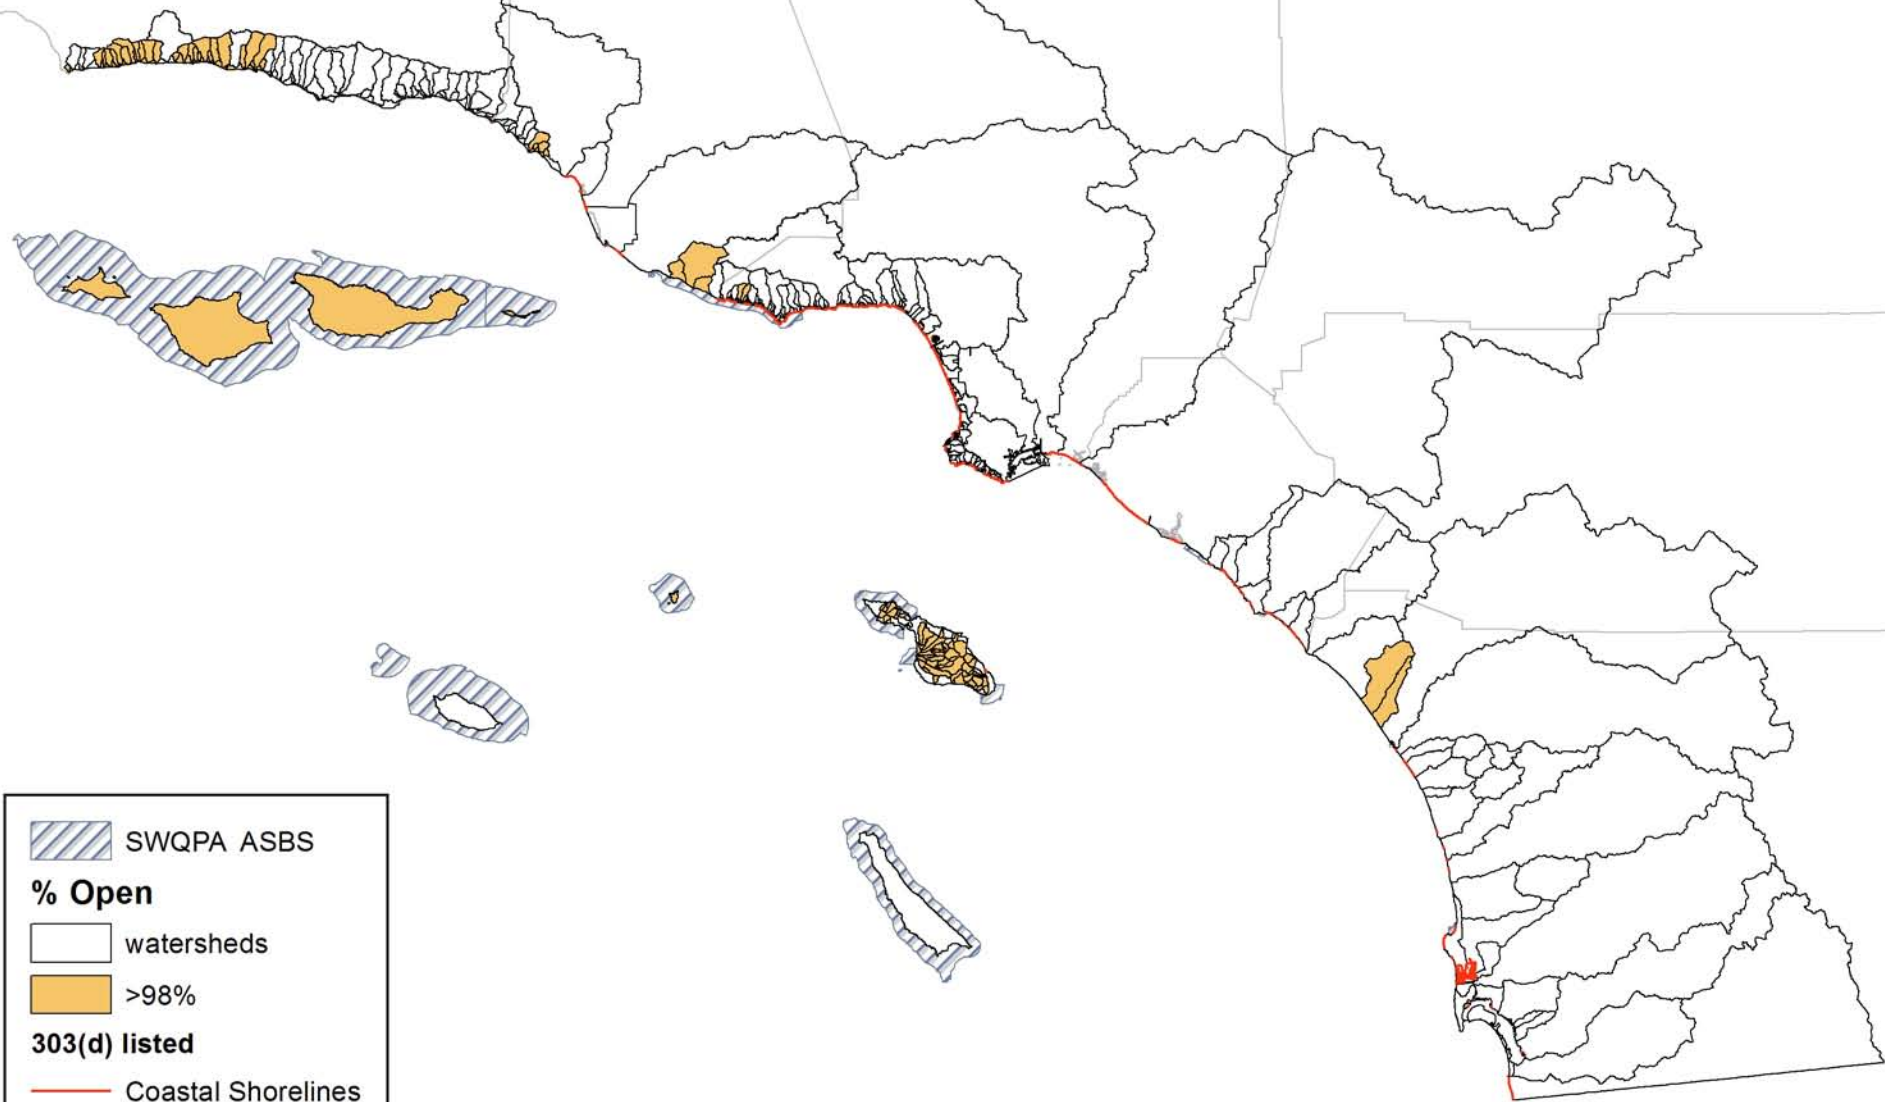 SWQPA ASBS
% Open
watersheds
>98%
303(d) listed
Coastal Shorelines